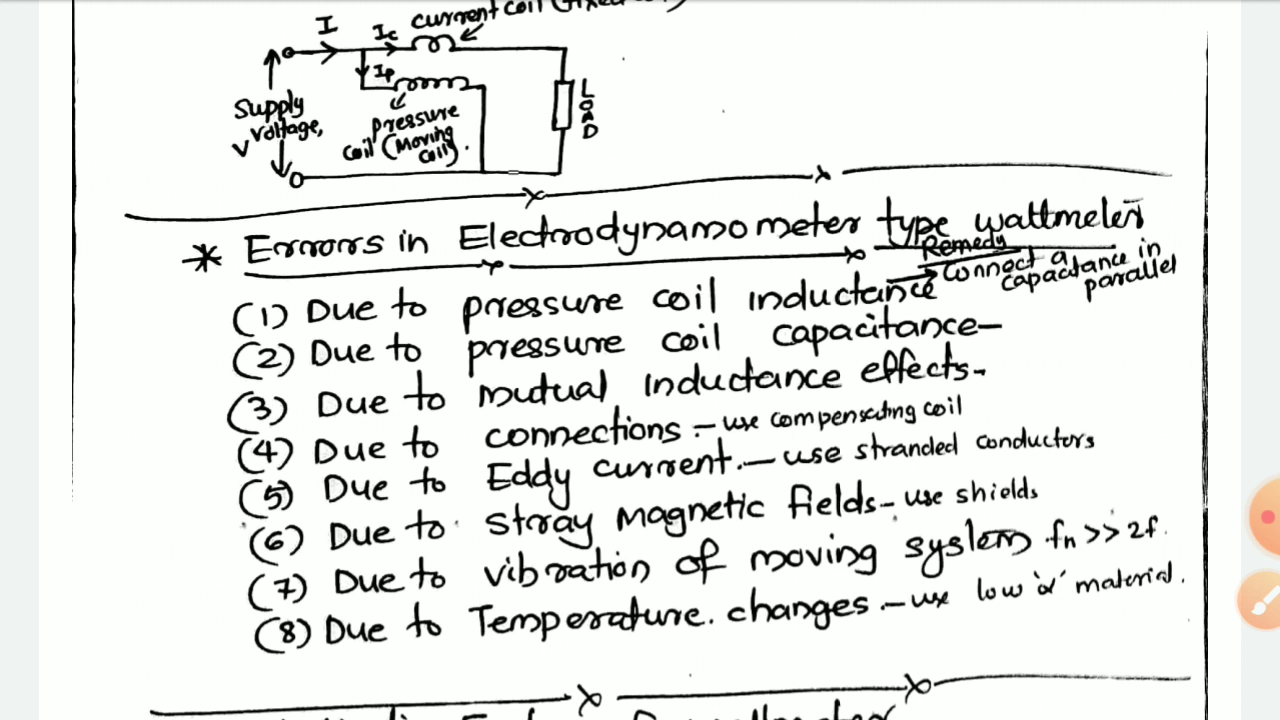 I
Ic
current coil
Ip
Supply
voltage,
V
pressure
coil (Moving
coil).
LOAD
* Errors in Electrodynamometer type wattmeter
Remedy
→ connect a
capacitance in
parallel
(1) Due to pressure coil inductance
(2) Due to pressure coil capacitance-
(3) Due to mutual inductance effects-
(4) Due to connections :- use compensating coil
(5) Due to Eddy current.- use stranded conductors
(6) Due to stray magnetic fields- use shields
(7) Due to vibration of moving system fn >> 2f.
(8) Due to Temperature. changes.- use low 'α' material.